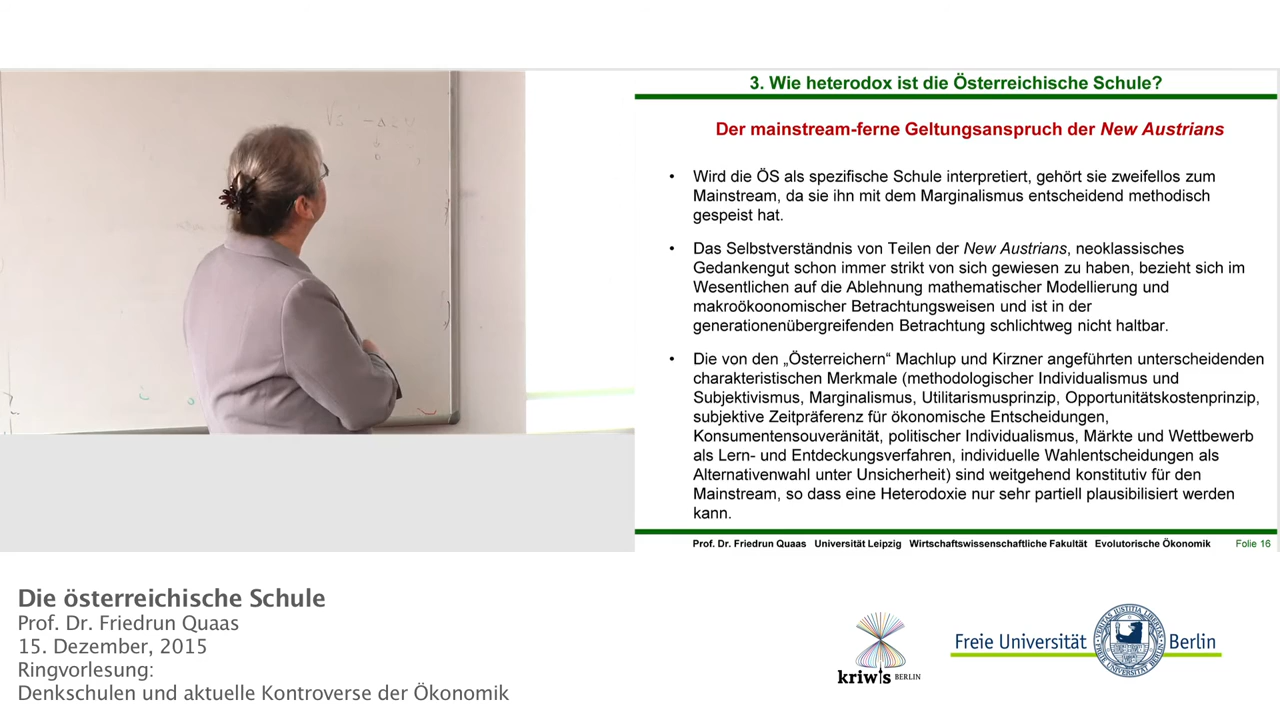 3. Wie heterodox ist die Österreichische Schule?
Der mainstream-ferne Geltungsanspruch der New Austrians
• Wird die ÖS als spezifische Schule interpretiert, gehört sie zweifellos zum
Mainstream, da sie ihn mit dem Marginalismus entscheidend methodisch
gespeist hat.
• Das Selbstverständnis von Teilen der New Austrians, neoklassisches
Gedankengut schon immer strikt von sich gewiesen zu haben, bezieht sich im
Wesentlichen auf die Ablehnung mathematischer Modellierung und
makroökoonomischer Betrachtungsweisen und ist in der
generationenübergreifenden Betrachtung schlichtweg nicht haltbar.
• Die von den „Österreichern“ Machlup und Kirzner angeführten unterscheidenden
charakteristischen Merkmale (methodologischer Individualismus und
Subjektivismus, Marginalismus, Utilitarismusprinzip, Opportunitätskostenprinzip,
subjektive Zeitpräferenz für ökonomische Entscheidungen,
Konsumentensouveränität, politischer Individualismus, Märkte und Wettbewerb
als Lern- und Entdeckungsverfahren, individuelle Wahlentscheidungen als
Alternativenwahl unter Unsicherheit) sind weitgehend konstitutiv für den
Mainstream, so dass eine Heterodoxie nur sehr partiell plausibilisiert werden
kann.
Prof. Dr. Friedrun Quaas Universität Leipzig Wirtschaftswissenschaftliche Fakultät Evolutorische Ökonomik Folie 16
Die österreichische Schule
Prof. Dr. Friedrun Quaas
15. Dezember, 2015
Ringvorlesung:
Denkschulen und aktuelle Kontroverse der Ökonomik
kriwis BERLIN
Freie Universität Berlin